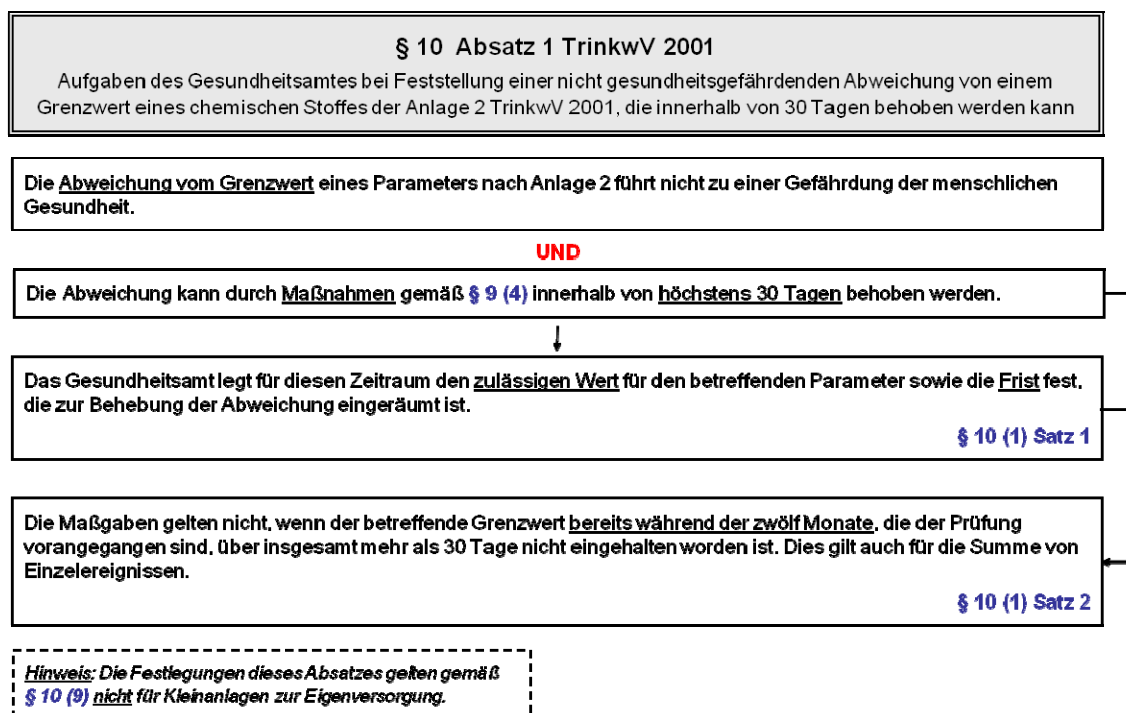 § 10 Absatz 1 TrinkwV 2001
Aufgaben des Gesundheitsamtes bei Feststellung einer nicht gesundheitsgefährdenden Abweichung von einem
Grenzwert eines chemischen Stoffes der Anlage 2 TrinkwV 2001, die innerhalb von 30 Tagen behoben werden kann
Die Abweichung vom Grenzwert eines Parameters nach Anlage 2 führt nicht zu einer Gefährdung der menschlichen
Gesundheit.
UND
Die Abweichung kann durch Maßnahmen gemäß § 9 (4) innerhalb von höchstens 30 Tagen behoben werden.
Das Gesundheitsamt legt für diesen Zeitraum den zulässigen Wert für den betreffenden Parameter sowie die Frist fest,
die zur Behebung der Abweichung eingeräumt ist.
§ 10 (1) Satz 1
Die Maßgaben gelten nicht, wenn der betreffende Grenzwert bereits während der zwölf Monate, die der Prüfung
vorangegangen sind, über insgesamt mehr als 30 Tage nicht eingehalten worden ist. Dies gilt auch für die Summe von
Einzelereignissen.
§ 10 (1) Satz 2
Hinweis: Die Festlegungen dieses Absatzes gelten gemäß
§ 10 (9) nicht für Kleinanlagen zur Eigenversorgung.